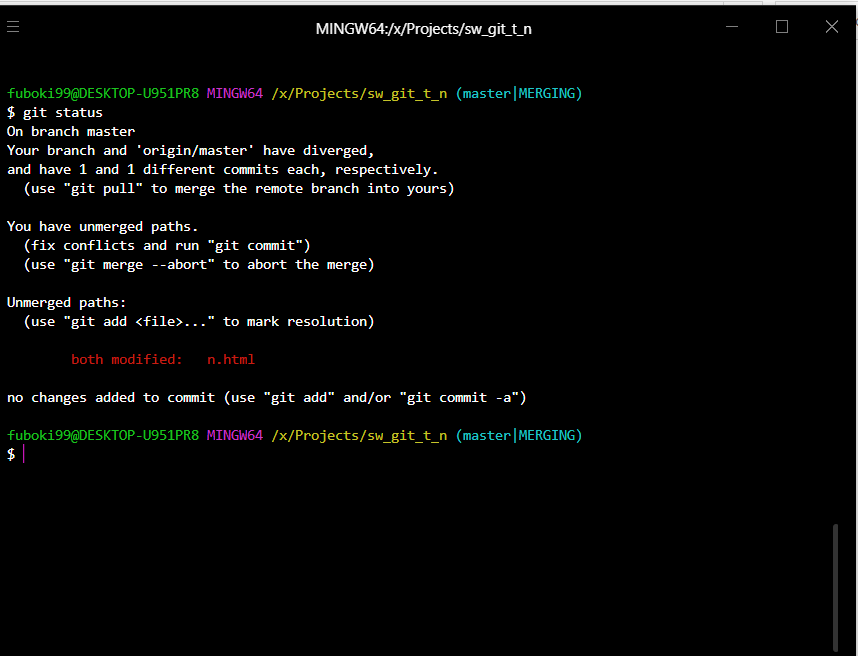 MINGW64:/x/Projects/sw_git_t_n
fuboki99@DESKTOP-U951PR8 MINGW64 /x/Projects/sw_git_t_n (master|MERGING)
$ git status
On branch master
Your branch and 'origin/master' have diverged,
and have 1 and 1 different commits each, respectively.
  (use "git pull" to merge the remote branch into yours)
You have unmerged paths.
  (fix conflicts and run "git commit")
  (use "git merge --abort" to abort the merge)
Unmerged paths:
  (use "git add <file>..." to mark resolution)
        both modified:   n.html
no changes added to commit (use "git add" and/or "git commit -a")
fuboki99@DESKTOP-U951PR8 MINGW64 /x/Projects/sw_git_t_n (master|MERGING)
$